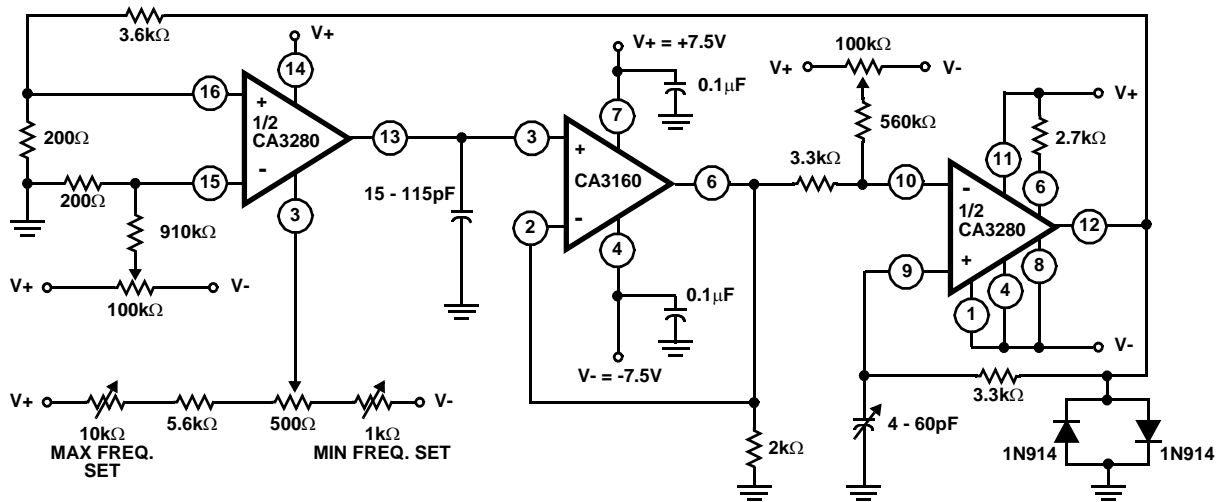 3.6kΩ
V+
14
16
+
1/2
CA3280
-
13
200Ω
15
200Ω
3
910kΩ
V+
V-
100kΩ
V+
V-
10kΩ
5.6kΩ
500Ω
1kΩ
MAX FREQ.
SET
MIN FREQ. SET
15 - 115pF
V+ = +7.5V
0.1µF
7
3
+
CA3160
-
6
2
4
0.1µF
V- = -7.5V
2kΩ
100kΩ
V+
V-
560kΩ
3.3kΩ
10
11
V+
2.7kΩ
6
-
1/2
CA3280
+
12
9
8
4
1
V-
3.3kΩ
4 - 60pF
1N914
1N914